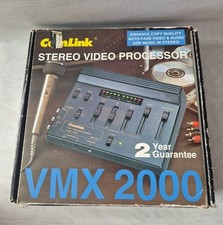 ComLink
ENHANCE COPY QUALITY
AUTO-FADE VIDEO & AUDIO
ADD MUSIC IN STEREO
STEREO VIDEO PROCESSOR
2 Year
Guarantee
VMX 2000